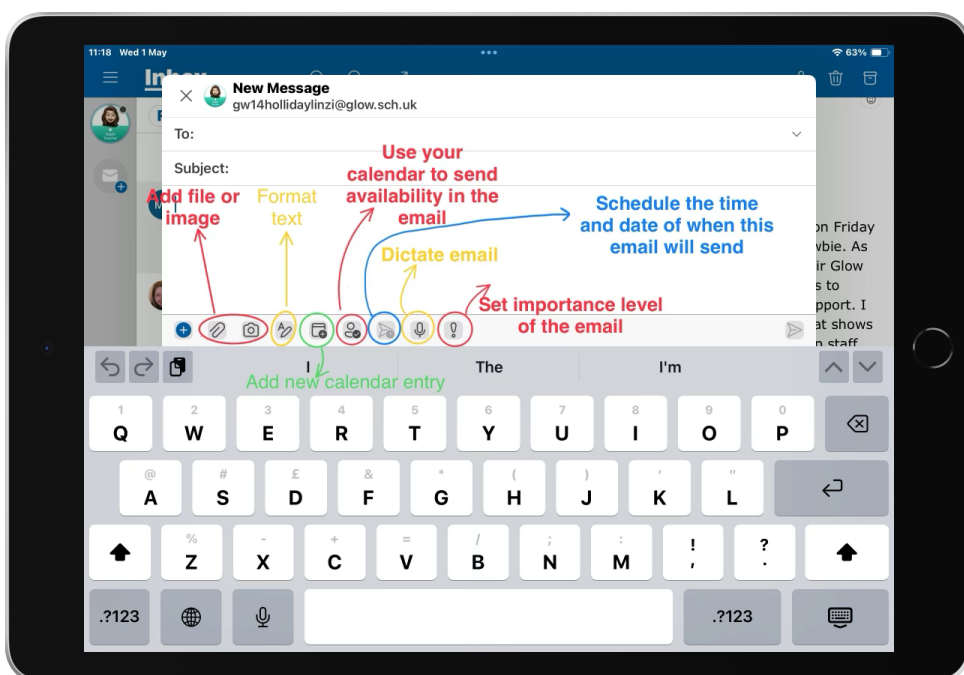 11:18 Wed 1 May
63%
Inbox
New Message
gw14hollidaylinzi@glow.sch.uk
To:
Subject:
Use your
calendar to send
availability in the
email
Add file or
image
Format
text
Schedule the time
and date of when this
email will send
Dictate email
Set importance level
of the email
on Friday
wbie. As
ir Glow
s to
pport. I
at shows
n staff
I The I'm
Add new calendar entry
1 2 3 4 5 6 7 8 9 0
Q W E R T Y U I O P
@ # £ & * ( ) ' "
A S D F G H J K L
% - + = / ; : ! ?
Z X C V B N M , .
.?123 .?123